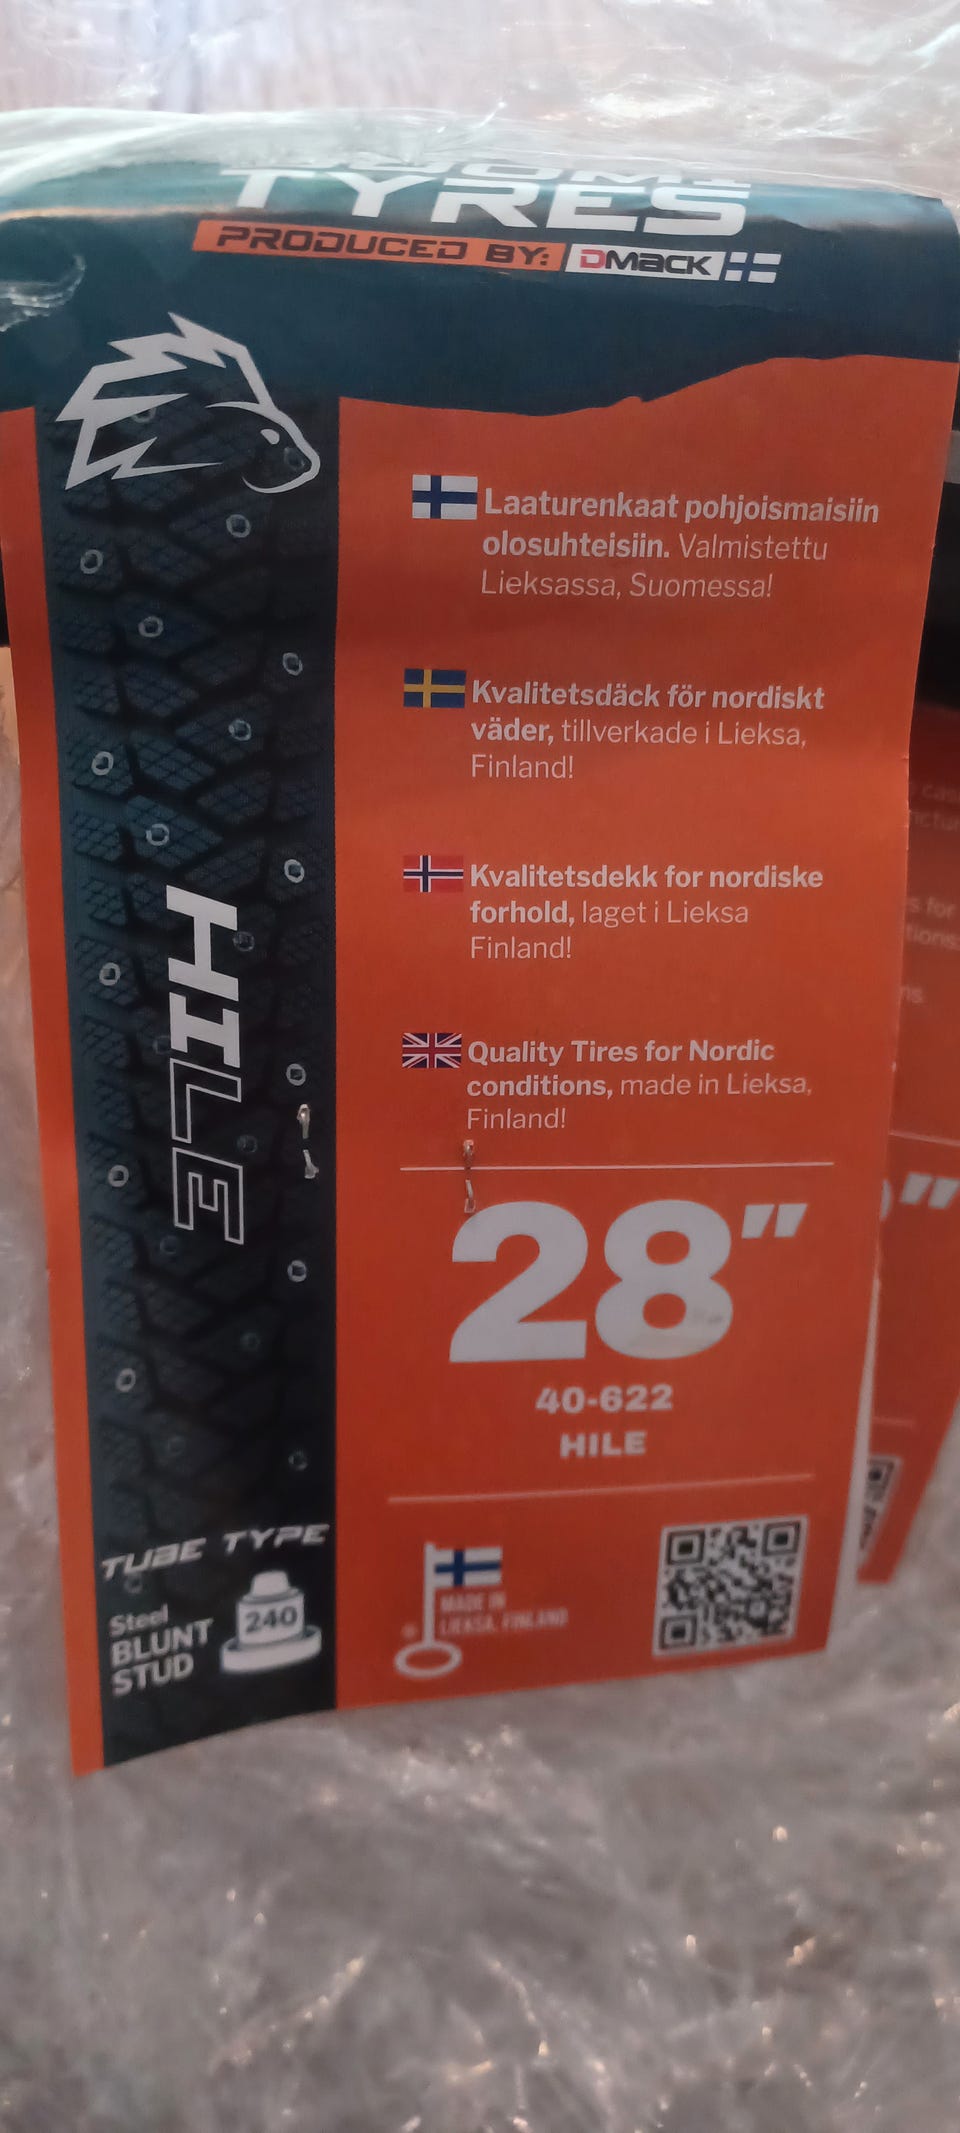 TYRES
PRODUCED BY: DMACK
Laaturenkaat pohjoismaisiin
olosuhteisiin. Valmistettu
Lieksassa, Suomessa!
Kvalitetsdäck för nordiskt
väder, tillverkade i Lieksa,
Finland!
Kvalitetsdekk for nordiske
forhold, laget i Lieksa
Finland!
Quality Tires for Nordic
conditions, made in Lieksa,
Finland!
HILE
28"
40-622
HILE
TUBE TYPE
Steel
BLUNT
STUD
240
MADE IN
LIEKSA, FINLAND